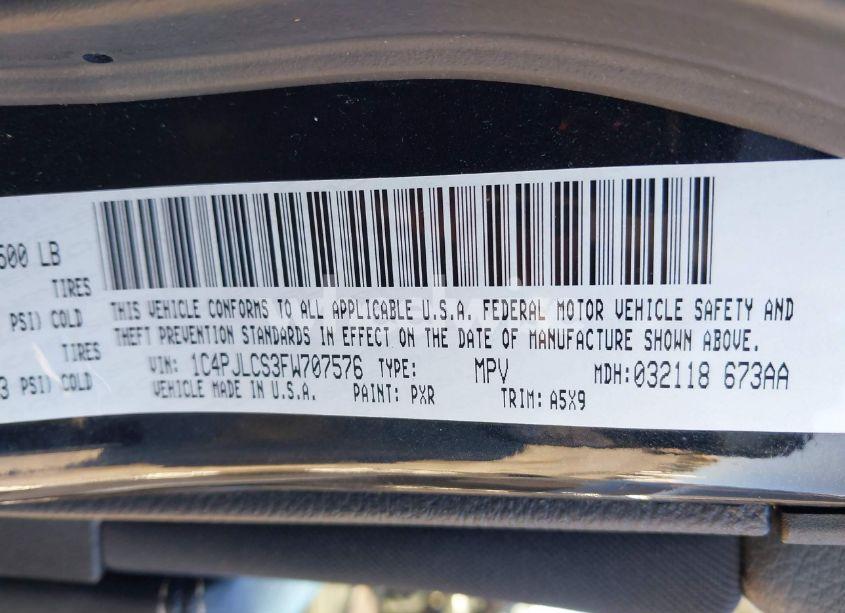 500 LB
TIRES
PSI) COLD
3 PSI) COLD
THIS VEHICLE CONFORMS TO ALL APPLICABLE U.S.A. FEDERAL MOTOR VEHICLE SAFETY AND
THEFT PREVENTION STANDARDS IN EFFECT ON THE DATE OF MANUFACTURE SHOWN ABOVE.
VIN: 1C4PJLCS3FW707576 TYPE: MPV MDH:032118 673AA
VEHICLE MADE IN U.S.A. PAINT: PXR TRIM: A5X9